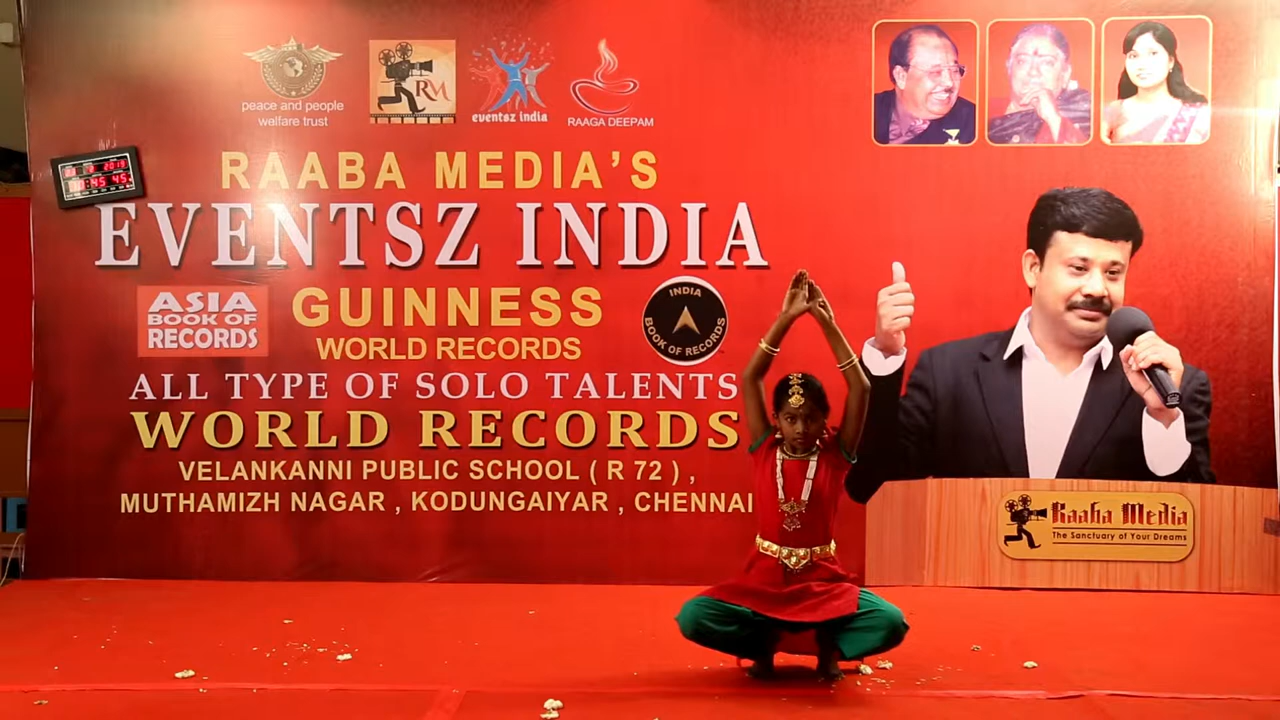 peace and people
welfare trust
RM
eventsz india
RAAGA DEEPAM
RAABA MEDIA'S
EVENTSZ INDIA
ASIA
BOOK OF
RECORDS
GUINNESS
WORLD RECORDS
INDIA
BOOK OF RECORDS
ALL TYPE OF SOLO TALENTS
WORLD RECORDS
VELANKANNI PUBLIC SCHOOL ( R 72 ) ,
MUTHAMIZH NAGAR , KODUNGAIYAR , CHENNAI
Raaba Media
The Sanctuary of Your Dreams